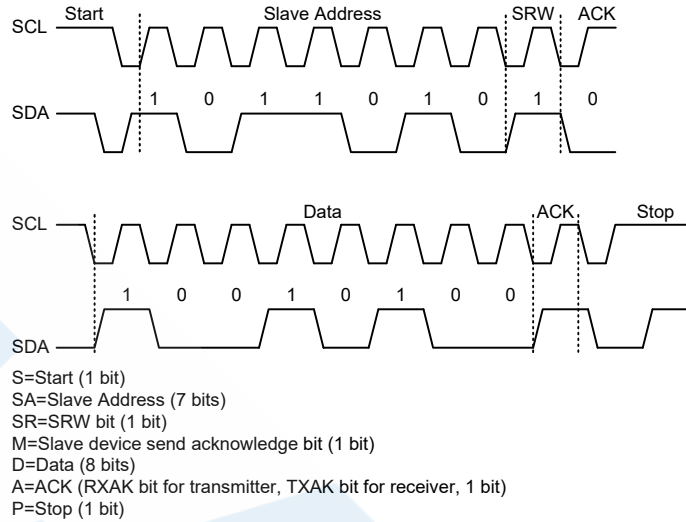 Start Slave Address SRW ACK
SCL
1 0 1 1 0 1 0 1 0
SDA
Data ACK Stop
SCL
1 0 0 1 0 1 0 0
SDA
S=Start (1 bit)
SA=Slave Address (7 bits)
SR=SRW bit (1 bit)
M=Slave device send acknowledge bit (1 bit)
D=Data (8 bits)
A=ACK (RXAK bit for transmitter, TXAK bit for receiver, 1 bit)
P=Stop (1 bit)